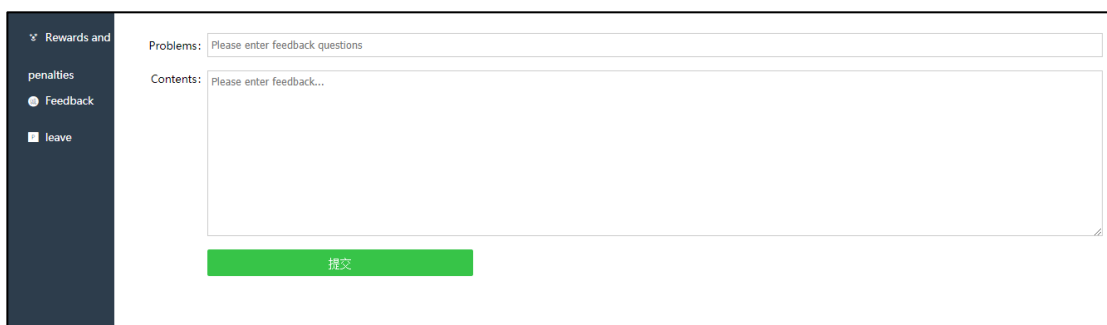 Rewards and
penalties
Feedback
leave
Problems:
Please enter feedback questions
Contents:
Please enter feedback...
提交